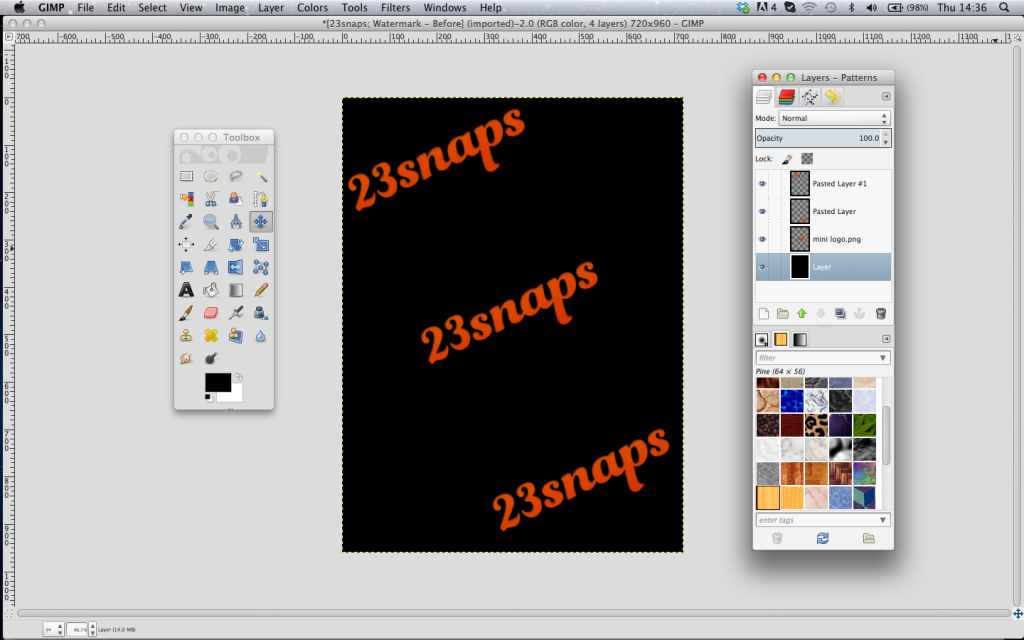 GIMP File Edit Select View Image Layer Colors Tools Filters Windows Help
4 (98%) Thu 14:36
*[23snaps; Watermark - Before] (imported)-2.0 (RGB color, 4 layers) 720x960 – GIMP
-700 -600 -500 -400 -300 -200 -100 0 100 200 300 400 500 600 700 800 900 1000 1100 1200 1300
Toolbox
23snaps
23snaps
23snaps
Layers – Patterns
Mode: Normal
Opacity 100.0
Lock:
Pasted Layer #1
Pasted Layer
mini logo.png
Layer
filter
Pine (64 × 56)
enter tags
px 66.7% Layer (14.0 MB)